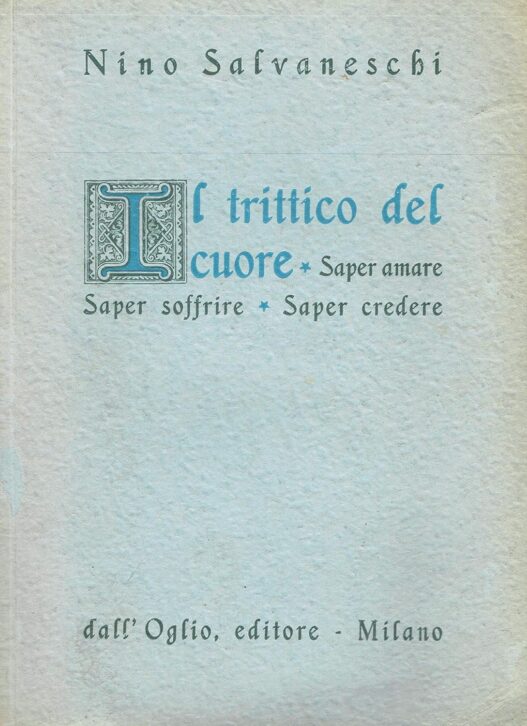 Nino Salvaneschi
Il trittico del
cuore * Saper amare
Saper soffrire * Saper credere
dall'Oglio, editore - Milano